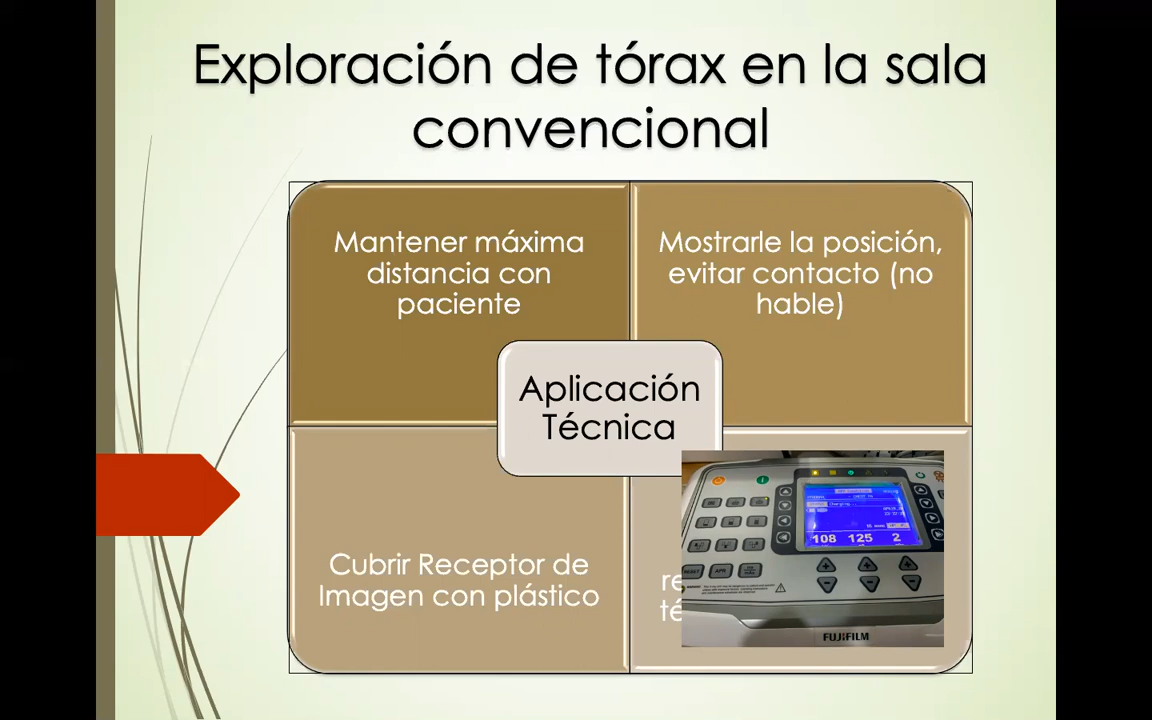 Exploración de tórax en la sala
convencional
Mantener máxima
distancia con
paciente
Mostrarle la posición,
evitar contacto (no
hable)
Aplicación
Técnica
Cubrir Receptor de
Imagen con plástico
108 125 2
FUJIFILM